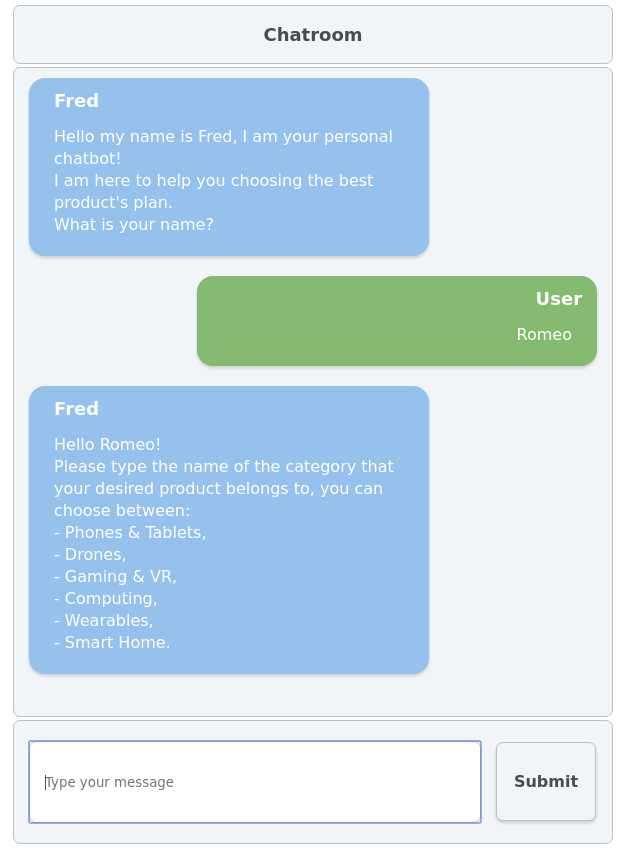 Chatroom
Fred
Hello my name is Fred, I am your personal
chatbot!
I am here to help you choosing the best
product's plan.
What is your name?
User
Romeo
Fred
Hello Romeo!
Please type the name of the category that
your desired product belongs to, you can
choose between:
- Phones & Tablets,
- Drones,
- Gaming & VR,
- Computing,
- Wearables,
- Smart Home.
Type your message
Submit